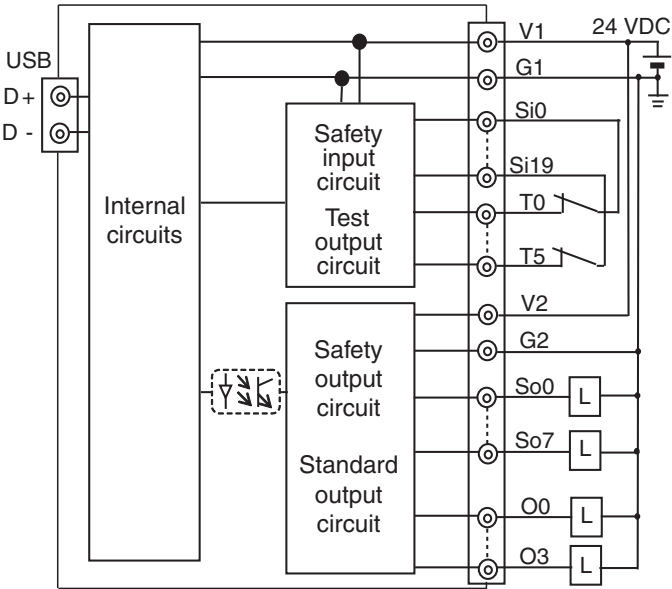 V1
24 VDC
USB
D+
D -
G1
Si0
Si19
T0
T5
Internal
circuits
Safety
input
circuit
Test
output
circuit
V2
G2
Safety
output
circuit
So0
L
So7
L
Standard
output
circuit
O0
L
O3
L